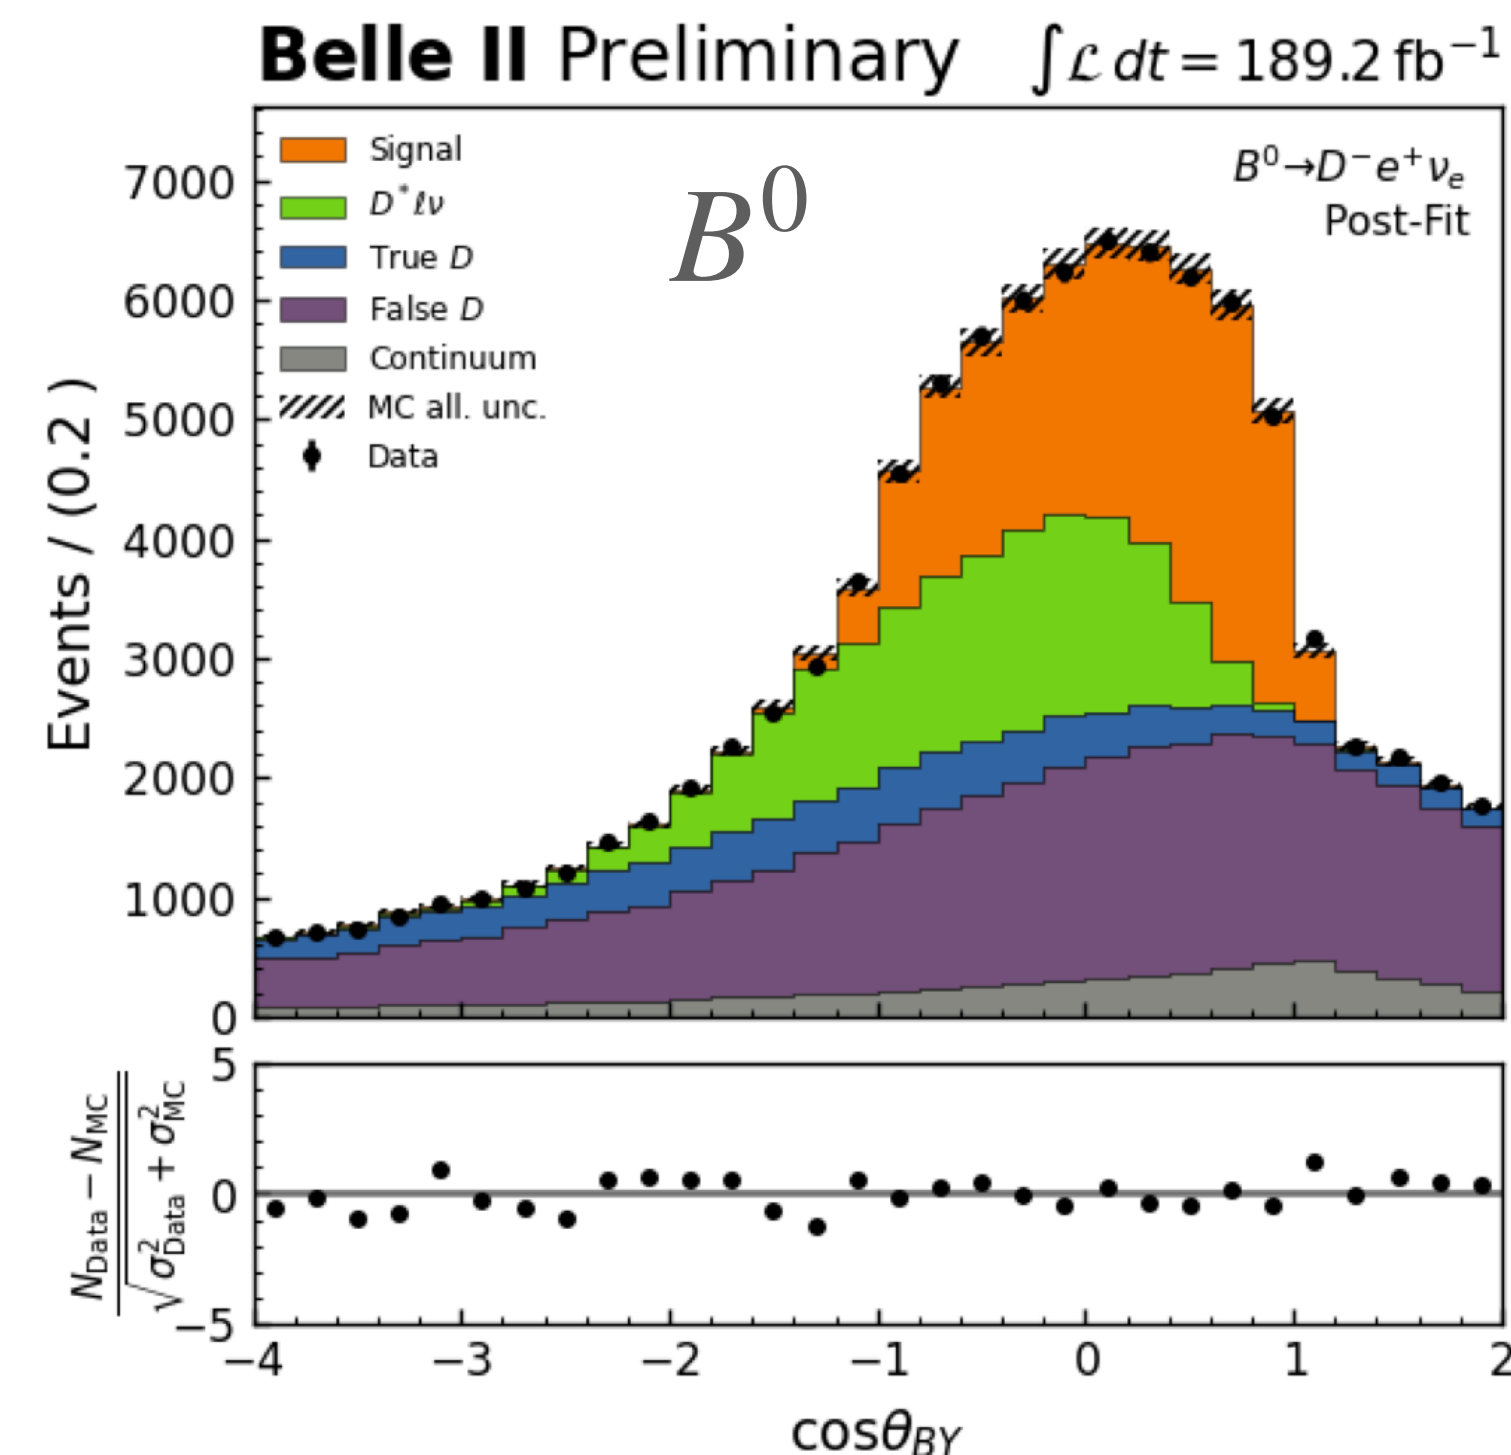 Belle II Preliminary ∫ℒ dt = 189.2 fb⁻¹
Signal
D*ℓν
True D
False D
Continuum
MC all. unc.
Data
B⁰
B⁰→D⁻e⁺νₑ
Post-Fit
Events / (0.2 )
7000
6000
5000
4000
3000
2000
1000
0
(N_Data − N_MC) / √(σ²_Data + σ²_MC)
5
0
−5
−4 −3 −2 −1 0 1 2
cosθ_BY